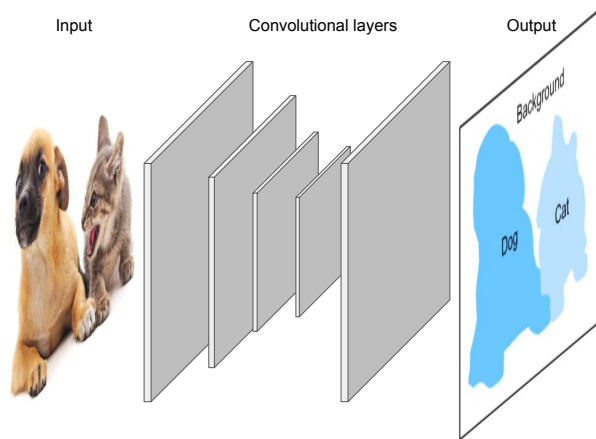 Input
Convolutional layers
Output
Background
Dog
Cat